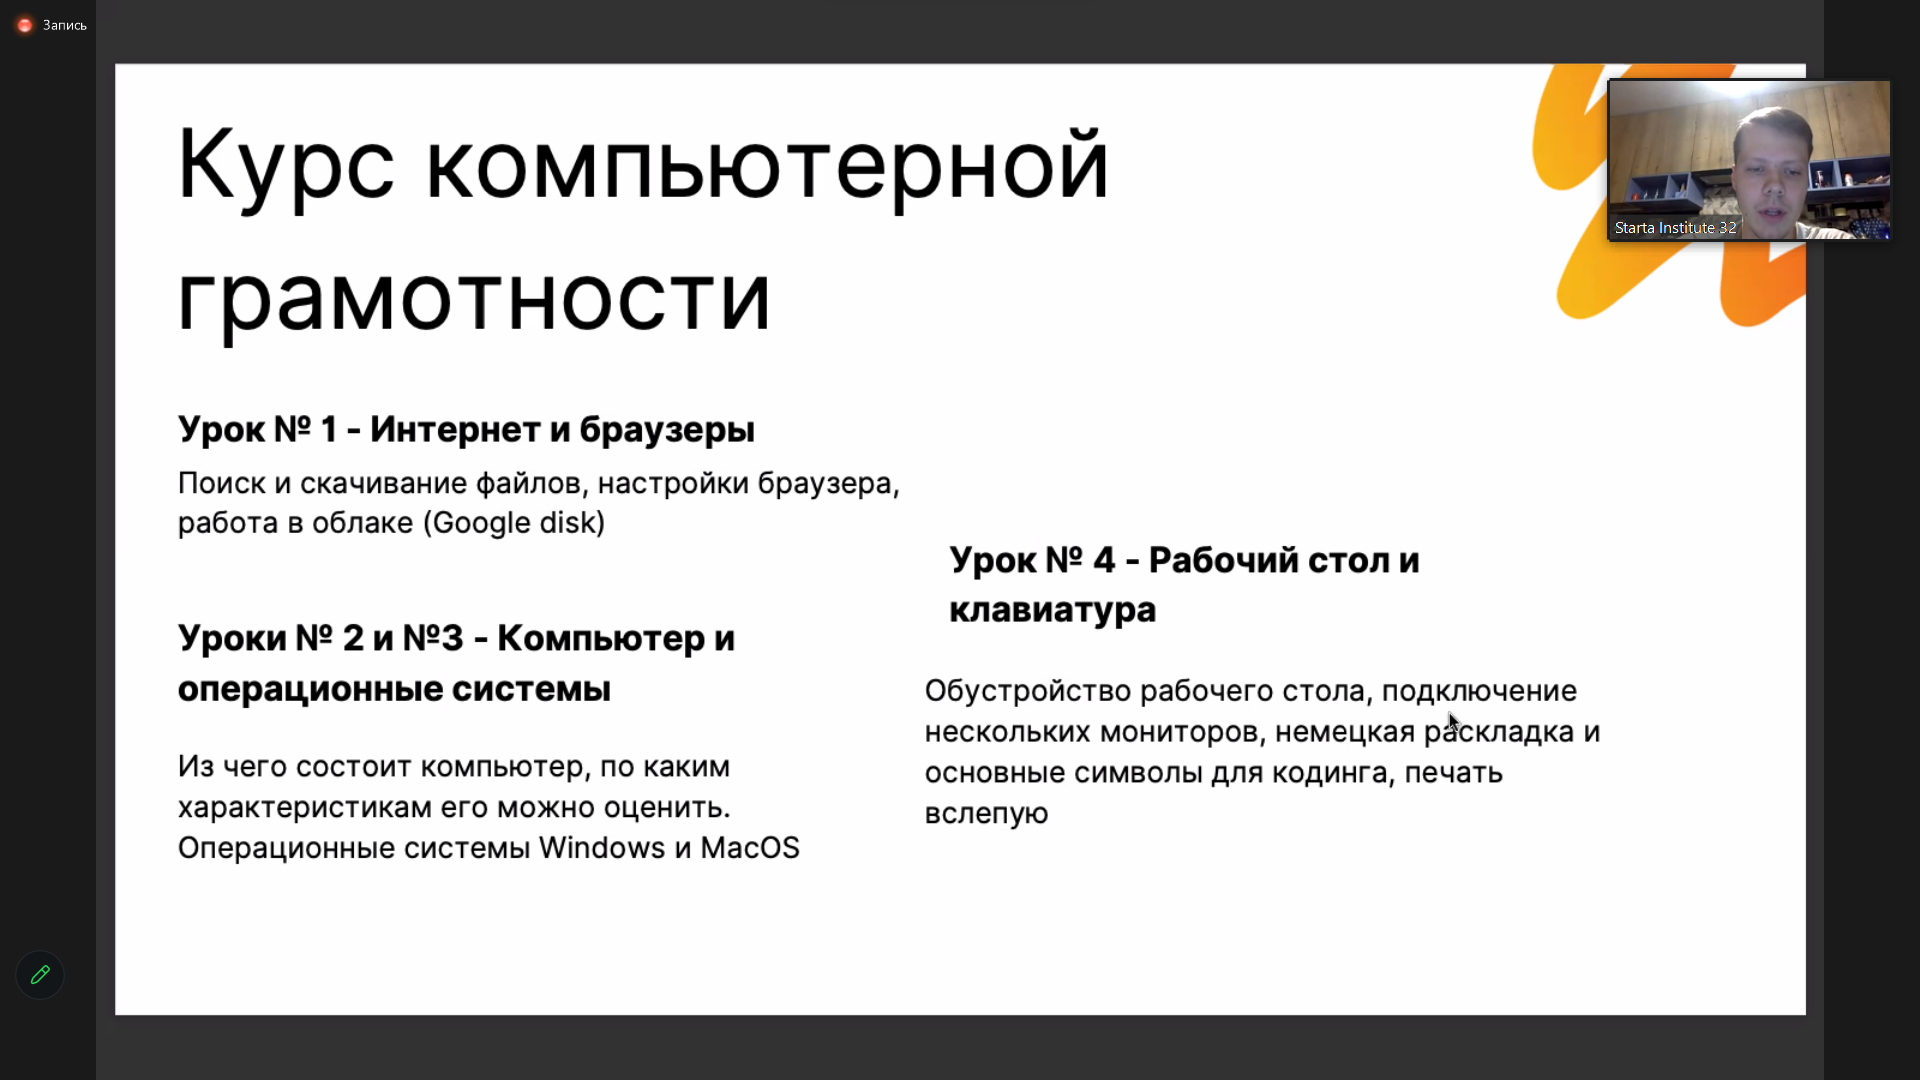 Запись
Курс компьютерной
грамотности
Starta Institute 32
Урок № 1 - Интернет и браузеры
Поиск и скачивание файлов, настройки браузера,
работа в облаке (Google disk)
Уроки № 2 и №3 - Компьютер и
операционные системы
Из чего состоит компьютер, по каким
характеристикам его можно оценить.
Операционные системы Windows и MacOS
Урок № 4 - Рабочий стол и
клавиатура
Обустройство рабочего стола, подключение
нескольких мониторов, немецкая раскладка и
основные символы для кодинга, печать
вслепую